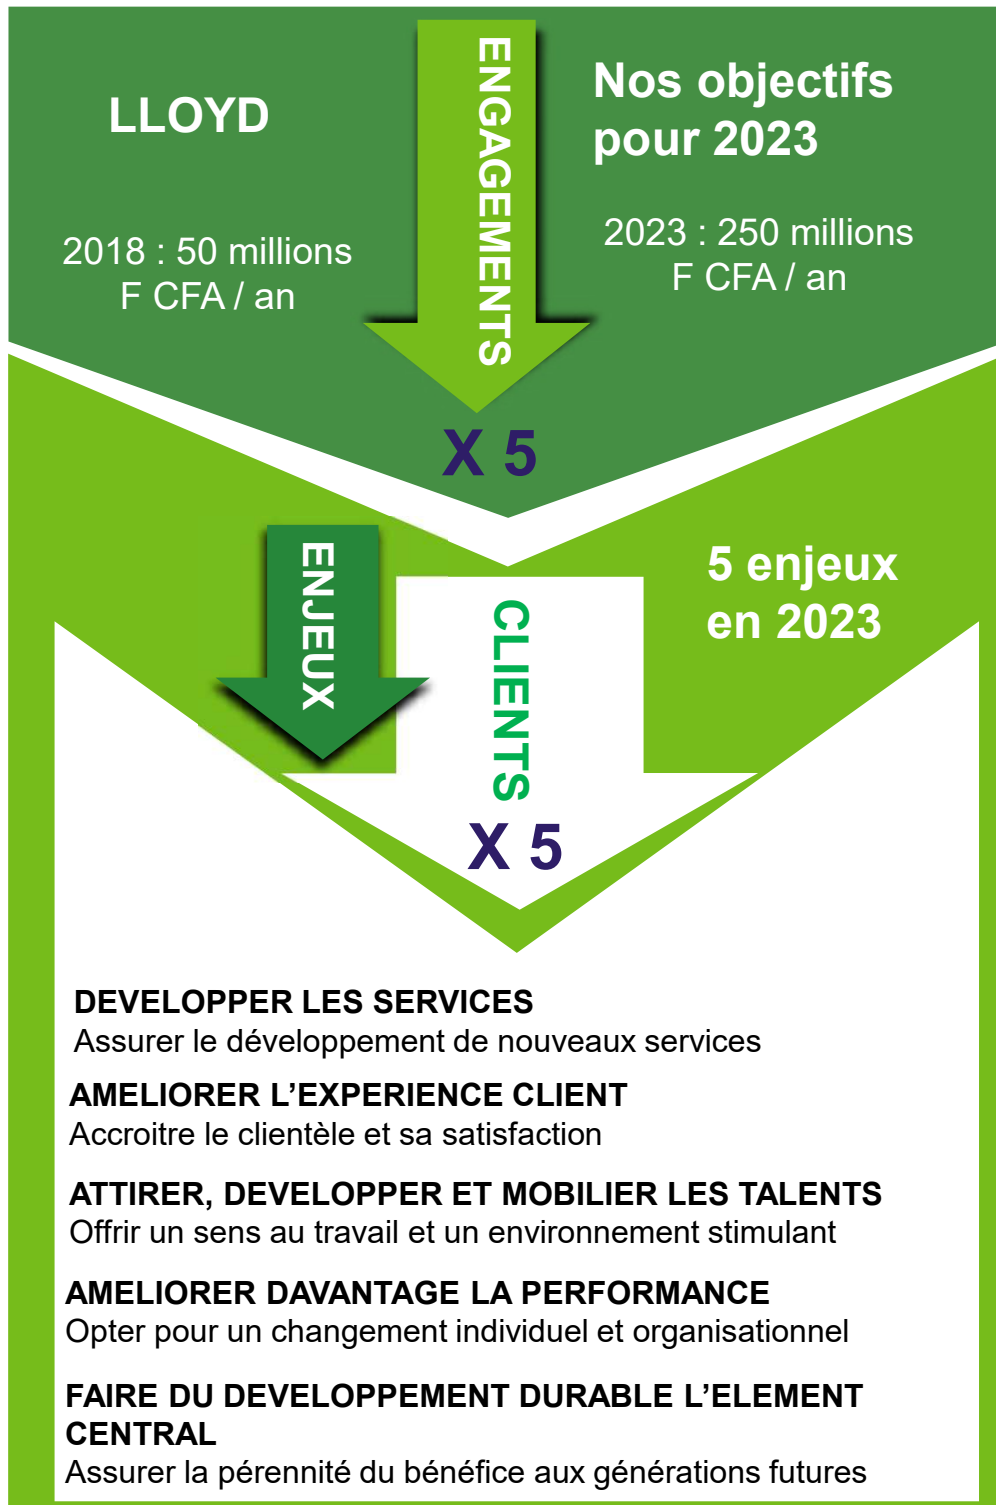 LLOYD
2018 : 50 millions
F CFA / an
ENGAGEMENTS
Nos objectifs
pour 2023
2023 : 250 millions
F CFA / an
X 5
ENJEUX
CLIENTS
X 5
5 enjeux
en 2023
DEVELOPPER LES SERVICES
Assurer le développement de nouveaux services
AMELIORER L’EXPERIENCE CLIENT
Accroitre le clientèle et sa satisfaction
ATTIRER, DEVELOPPER ET MOBILIER LES TALENTS
Offrir un sens au travail et un environnement stimulant
AMELIORER DAVANTAGE LA PERFORMANCE
Opter pour un changement individuel et organisationnel
FAIRE DU DEVELOPPEMENT DURABLE L’ELEMENT
CENTRAL
Assurer la pérennité du bénéfice aux générations futures